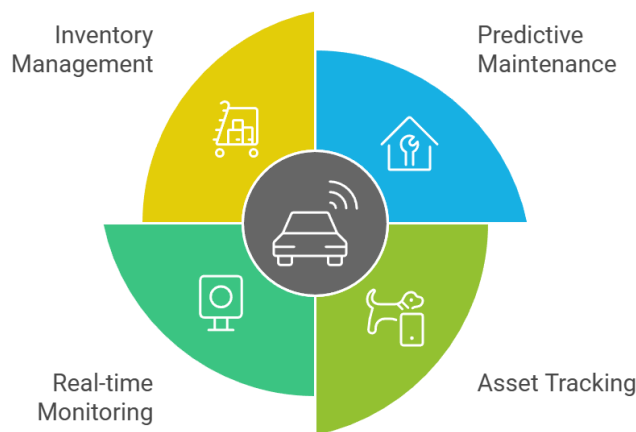 Inventory
Management
Predictive
Maintenance
Real-time
Monitoring
Asset Tracking